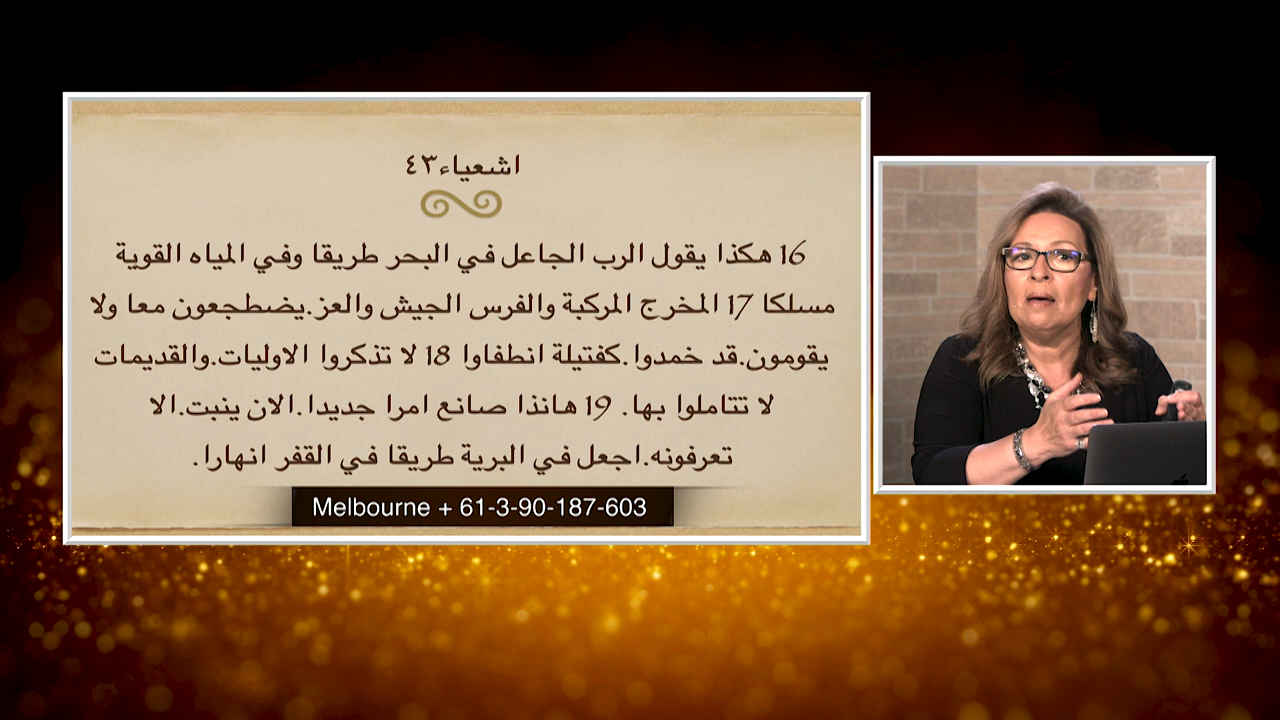 اشعياء٤٣
16 هكذا يقول الرب الجاعل في البحر طريقا وفي المياه القوية
مسلكا 17 المخرج المركبة والفرس الجيش والعز.يضطجعون معا ولا
يقومون.قد خمدوا.كفتيلة انطفاوا 18 لا تذكروا الاوليات.والقديمات
لا تتاملوا بها. 19 هانذا صانع امرا جديدا.الان ينبت.الا
تعرفونه.اجعل في البرية طريقا في القفر انهارا.
Melbourne + 61-3-90-187-603